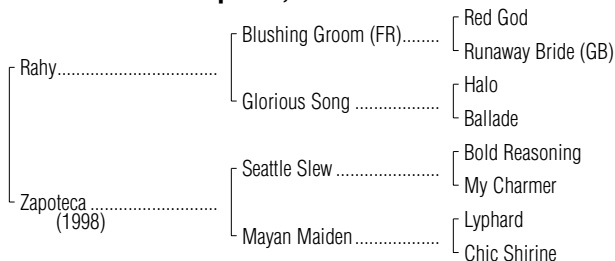 Red God
Blushing Groom (FR)........
Runaway Bride (GB)
Rahy.................................
Halo
Glorious Song .................
Ballade
Bold Reasoning
Seattle Slew .....................
My Charmer
Zapoteca ..........................
(1998)
Lyphard
Mayan Maiden.................
Chic Shirine